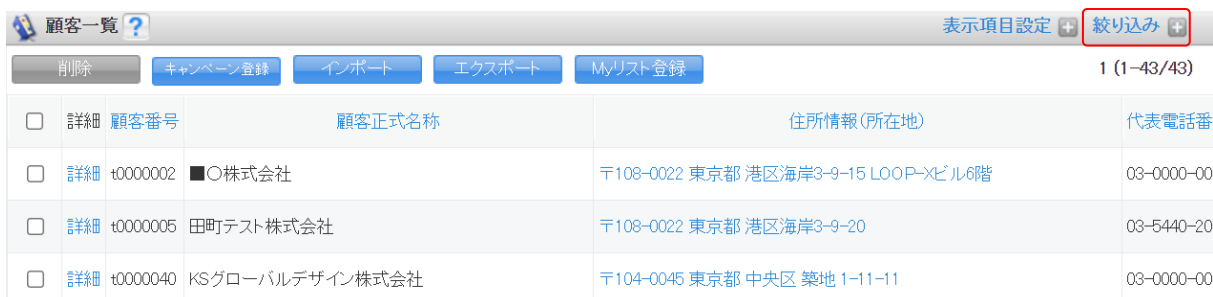 顧客一覧 ? 表示項目設定 絞り込み
削除 キャンペーン登録 インポート エクスポート Myリスト登録 1 (1-43/43)
詳細 顧客番号 顧客正式名称 住所情報(所在地) 代表電話番
詳細 t0000002 ■〇株式会社 〒108-0022 東京都 港区海岸3-9-15 LOOP-Xビル6階 03-0000-00
詳細 t0000005 田町テスト株式会社 〒108-0022 東京都 港区海岸3-9-20 03-5440-20
詳細 t0000040 KSグローバルデザイン株式会社 〒104-0045 東京都 中央区 築地 1-11-11 03-0000-00